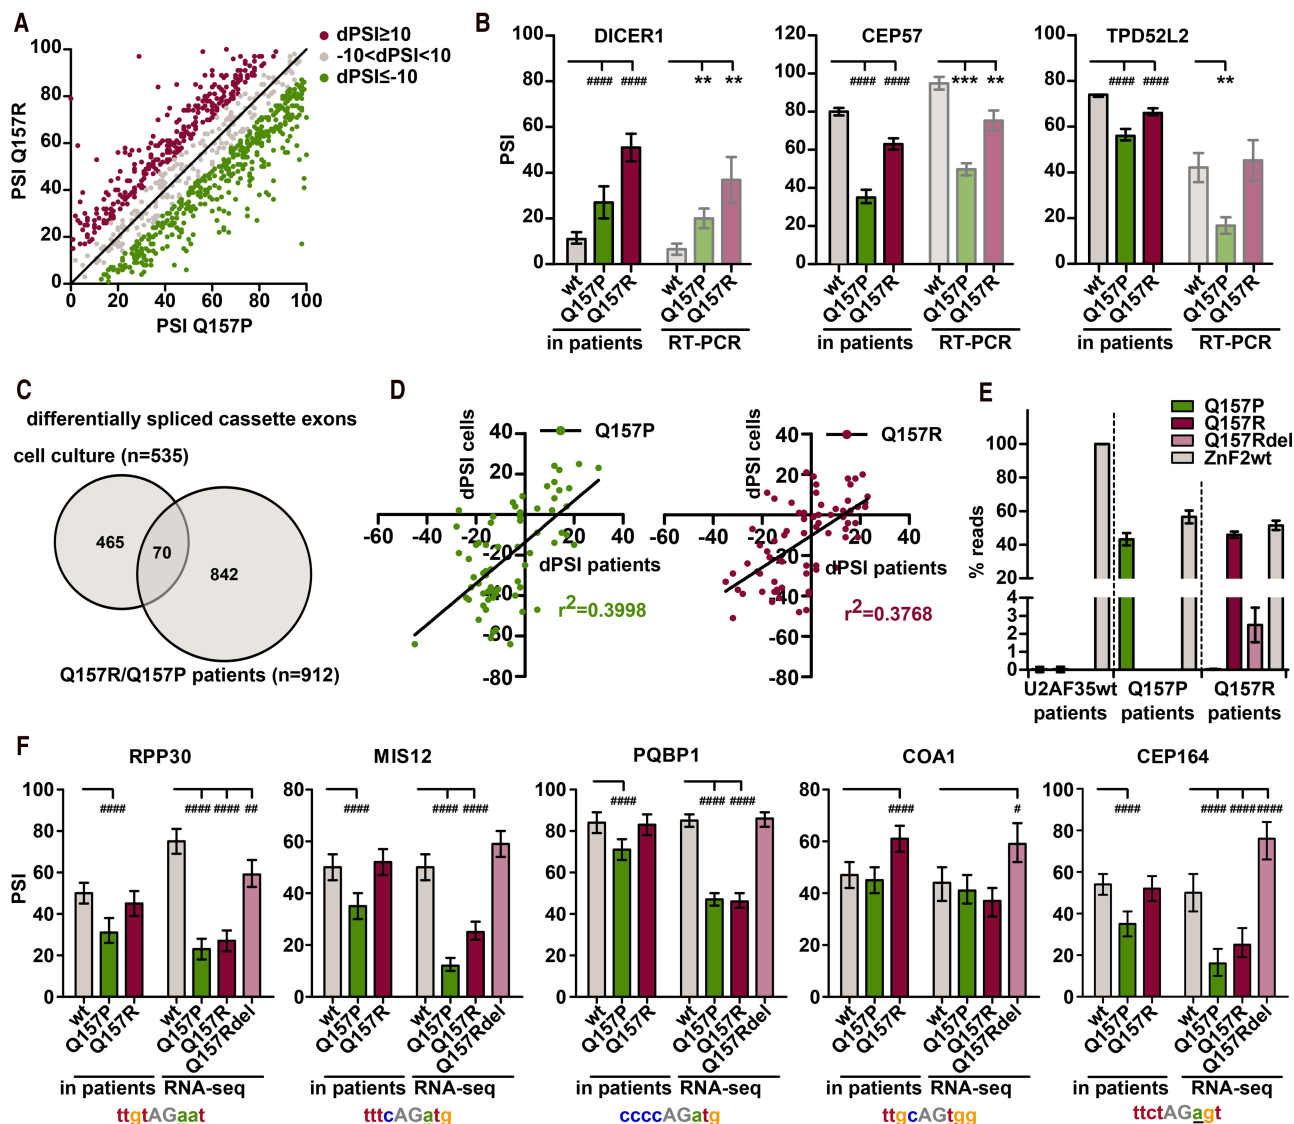 A
dPSI≥10
-10<dPSI<10
dPSI≤-10
PSI Q157R
100
80
60
40
20
0
0 20 40 60 80 100
PSI Q157P
B
DICER1
PSI
100
80
60
40
20
0
#### #### ** **
wt Q157P Q157R wt Q157P Q157R
in patients RT-PCR
CEP57
120
100
80
60
40
20
0
#### #### *** **
wt Q157P Q157R wt Q157P Q157R
in patients RT-PCR
TPD52L2
100
80
60
40
20
0
#### #### **
wt Q157P Q157R wt Q157P Q157R
in patients RT-PCR
C
differentially spliced cassette exons
cell culture (n=535)
465 70 842
Q157R/Q157P patients (n=912)
D
dPSI cells
Q157P
40
20
-60 -40 -20 20 40
-20
dPSI patients
-40
r2=0.3998
-60
-80
dPSI cells
Q157R
40
20
-60 -40 -20 20 40
-20
dPSI patients
-40
r2=0.3768
-60
-80
E
Q157P
Q157R
Q157Rdel
ZnF2wt
% reads
100
80
60
40
20
4
3
2
1
0
U2AF35wt patients
Q157P patients
Q157R patients
F
RPP30
PSI
100
80
60
40
20
0
#### #### #### ##
wt Q157P Q157R wt Q157P Q157R Q157Rdel
in patients RNA-seq
ttgtAGaat
MIS12
80
60
40
20
0
#### #### ####
wt Q157P Q157R wt Q157P Q157R Q157Rdel
in patients RNA-seq
tttcAGatg
PQBP1
100
80
60
40
20
0
#### #### ####
wt Q157P Q157R wt Q157P Q157R Q157Rdel
in patients RNA-seq
ccccAGatg
COA1
80
60
40
20
0
#### #
wt Q157P Q157R wt Q157P Q157R Q157Rdel
in patients RNA-seq
ttgcAGtgg
CEP164
100
80
60
40
20
0
#### #### #### ####
wt Q157P Q157R wt Q157P Q157R Q157Rdel
in patients RNA-seq
ttctAGagt